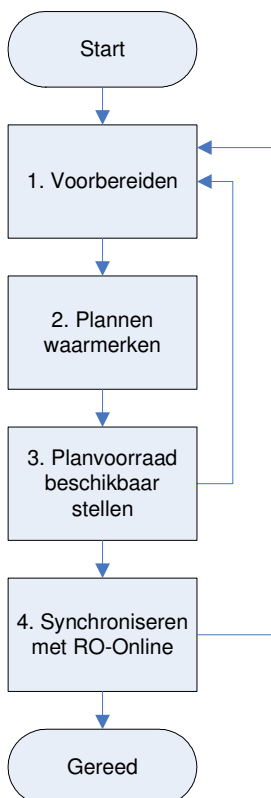 Start
1. Voorbereiden
2. Plannen
waarmerken
3. Planvoorraad
beschikbaar
stellen
4. Synchroniseren
met RO-Online
Gereed